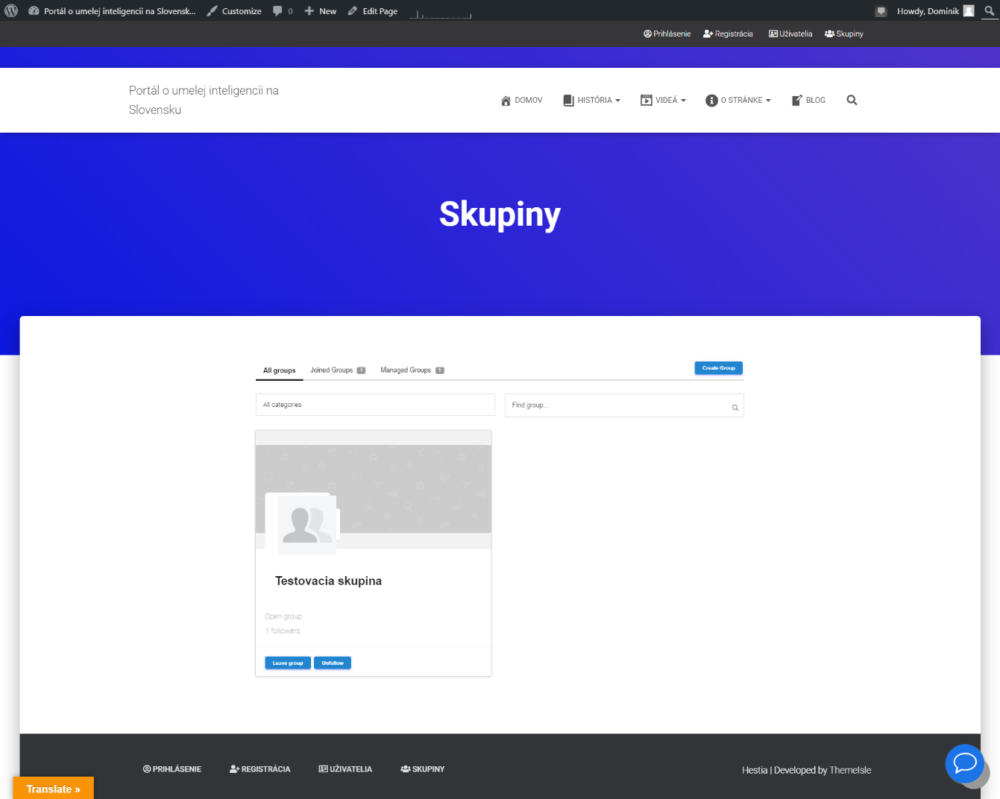 Portál o umelej inteligencii na Slovensk... Customize 0 New Edit Page Howdy, Dominik
Prihlásenie Registrácia Uživatelia Skupiny
Portál o umelej inteligencii na
Slovensku
DOMOV HISTÓRIA VIDEÁ O STRÁNKE BLOG
Skupiny
All groups Joined Groups 1 Managed Groups 1 Create Group
All categories Find group...
Testovacia skupina
Open group
1 followers
Leave group Unfollow
PRIHLÁSENIE REGISTRÁCIA UŽIVATELIA SKUPINY Hestia | Developed by ThemeIsle
Translate »